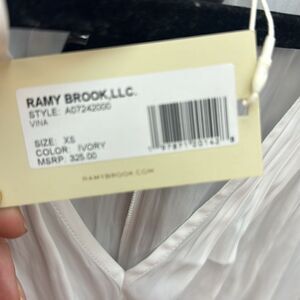 RAMY BROOK,LLC.
STYLE: A07242000
VINA
SIZE: XS
COLOR: IVORY
MSRP: 325.00
RAMYBROOK.COM